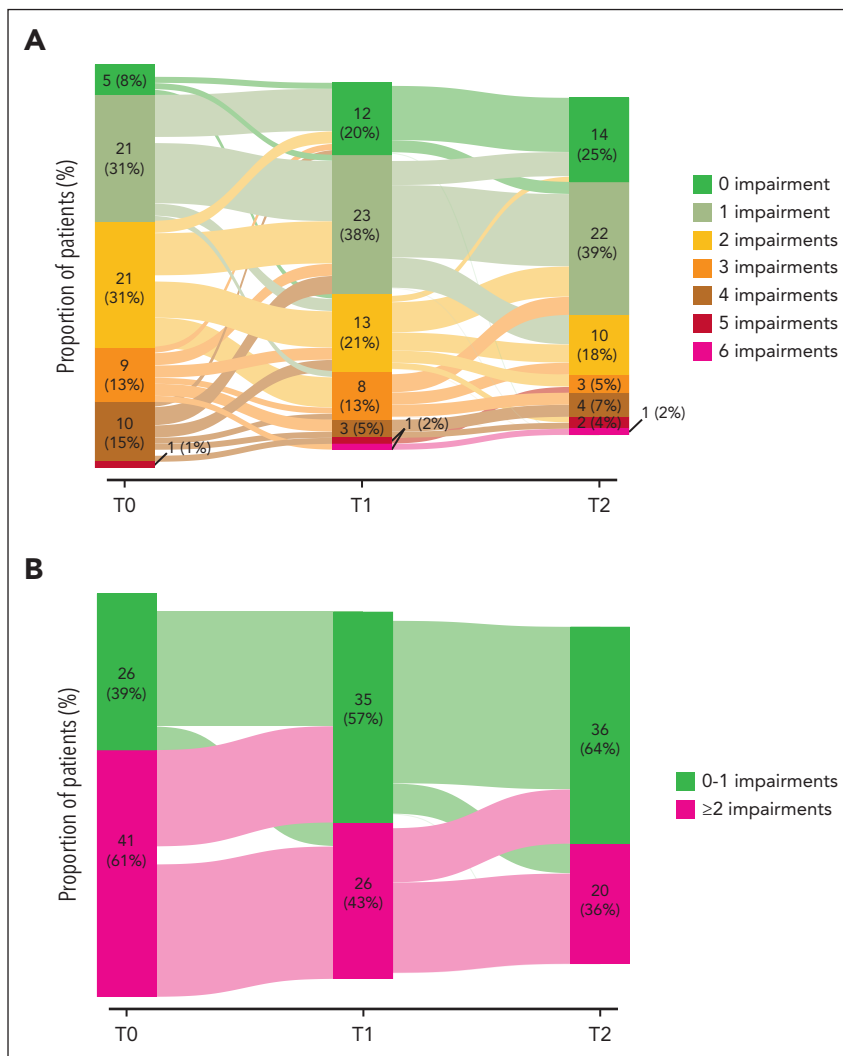 A
Proportion of patients (%)
5 (8%)
21
(31%)
21
(31%)
9
(13%)
10
(15%)
1 (1%)
12
(20%)
23
(38%)
13
(21%)
8
(13%)
3 (5%)
1 (2%)
14
(25%)
22
(39%)
10
(18%)
3 (5%)
4 (7%)
2 (4%)
1 (2%)
T0
T1
T2
0 impairment
1 impairment
2 impairments
3 impairments
4 impairments
5 impairments
6 impairments
B
Proportion of patients (%)
26
(39%)
41
(61%)
35
(57%)
26
(43%)
36
(64%)
20
(36%)
T0
T1
T2
0-1 impairments
≥2 impairments